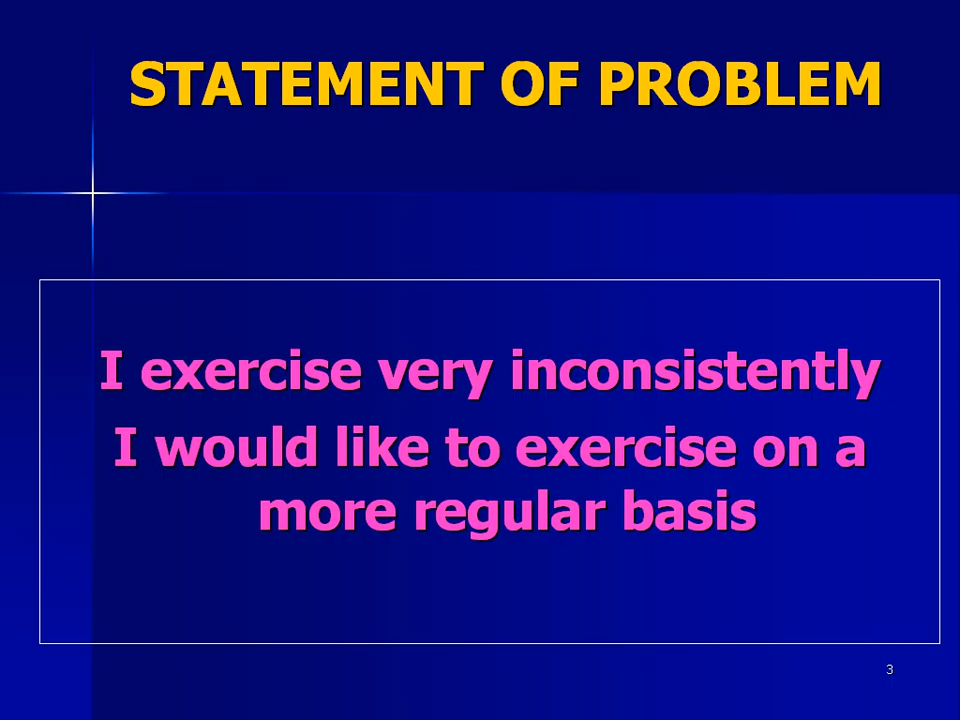 STATEMENT OF PROBLEM
I exercise very inconsistently
I would like to exercise on a
more regular basis
3